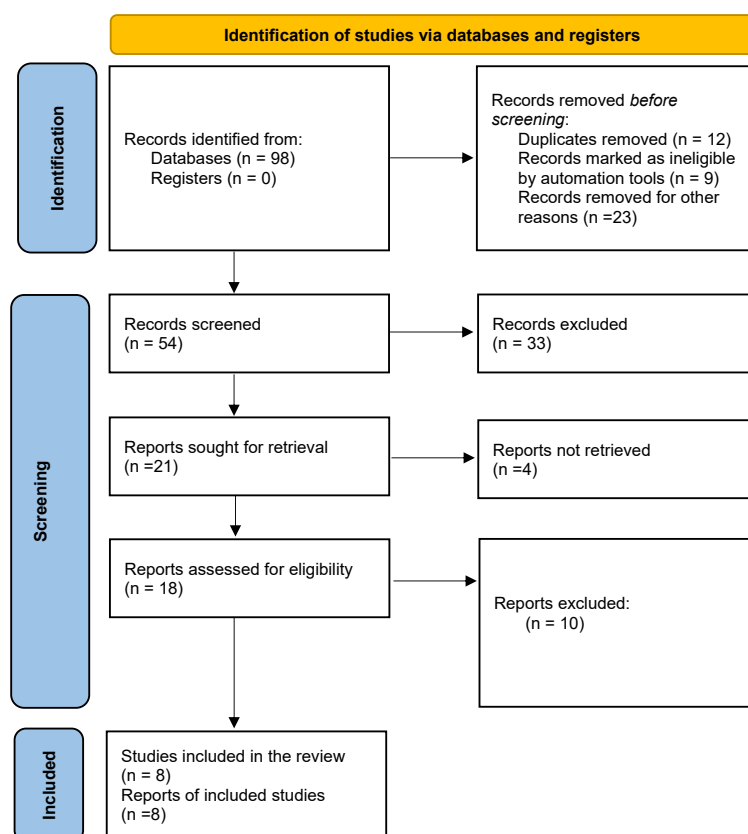 Identification of studies via databases and registers
Identification
Records identified from:
Databases (n = 98)
Registers (n = 0)
Records removed before
screening:
Duplicates removed (n = 12)
Records marked as ineligible
by automation tools (n = 9)
Records removed for other
reasons (n =23)
Screening
Records screened
(n = 54)
Records excluded
(n = 33)
Reports sought for retrieval
(n =21)
Reports not retrieved
(n =4)
Reports assessed for eligibility
(n = 18)
Reports excluded:
(n = 10)
Included
Studies included in the review
(n = 8)
Reports of included studies
(n =8)